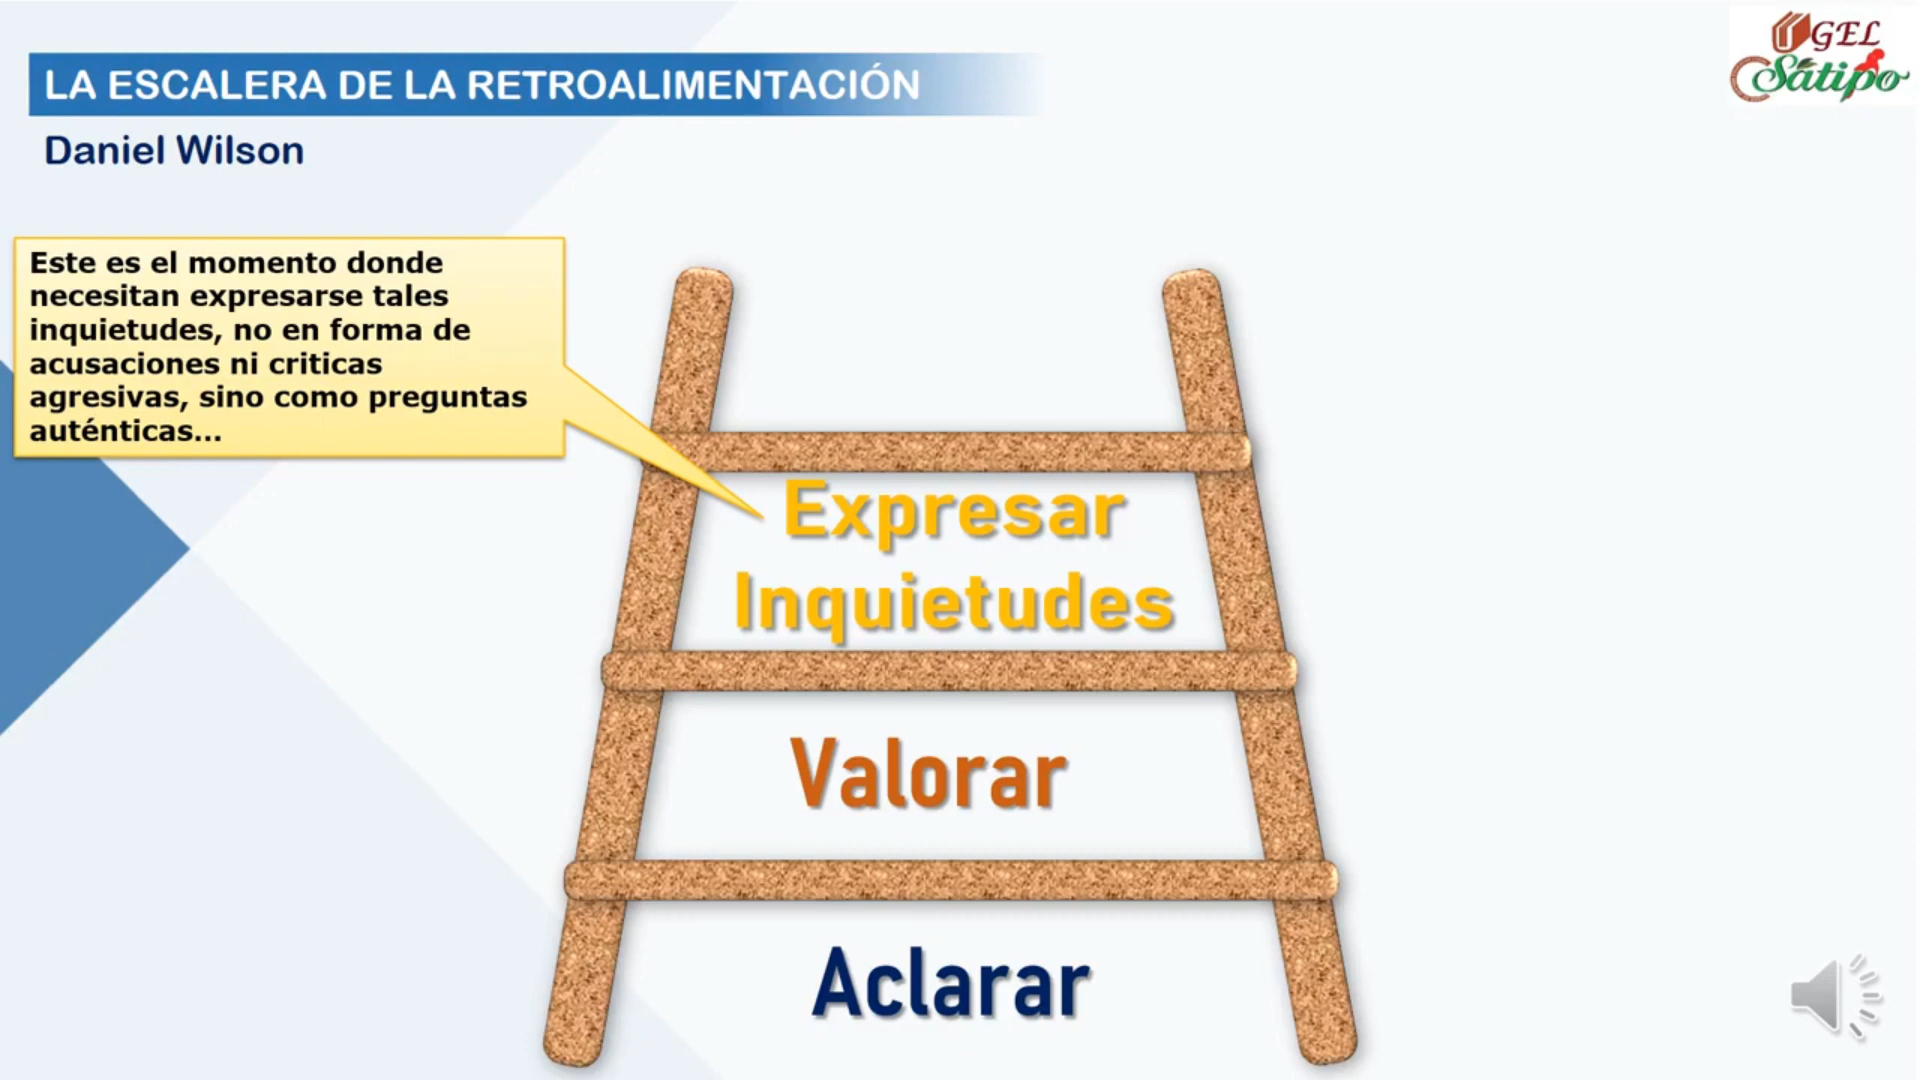 LA ESCALERA DE LA RETROALIMENTACIÓN
Daniel Wilson
UGEL
Satipo
Este es el momento donde
necesitan expresarse tales
inquietudes, no en forma de
acusaciones ni criticas
agresivas, sino como preguntas
auténticas...
Expresar
Inquietudes
Valorar
Aclarar